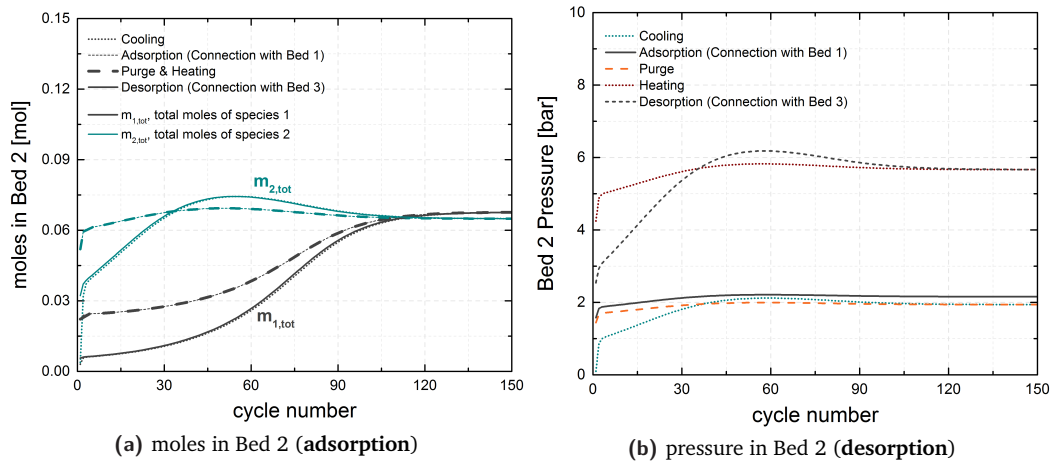 0.15
0.12
0.09
0.06
0.03
0.00
moles in Bed 2 [mol]
Cooling
Adsorption (Connection with Bed 1)
Purge & Heating
Desorption (Connection with Bed 3)
m1,tot, total moles of species 1
m2,tot, total moles of species 2
m2,tot
m1,tot
0 30 60 90 120 150
cycle number
(a) moles in Bed 2 (adsorption)
10
8
6
4
2
0
Bed 2 Pressure [bar]
Cooling
Adsorption (Connection with Bed 1)
Purge
Heating
Desorption (Connection with Bed 3)
0 30 60 90 120 150
cycle number
(b) pressure in Bed 2 (desorption)